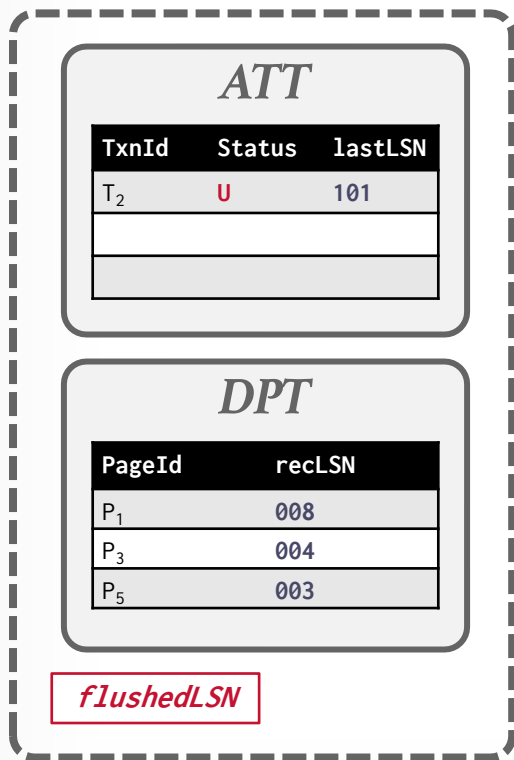 ATT
TxnId Status lastLSN
T₂ U 101
DPT
PageId recLSN
P₁ 008
P₃ 004
P₅ 003
flushedLSN